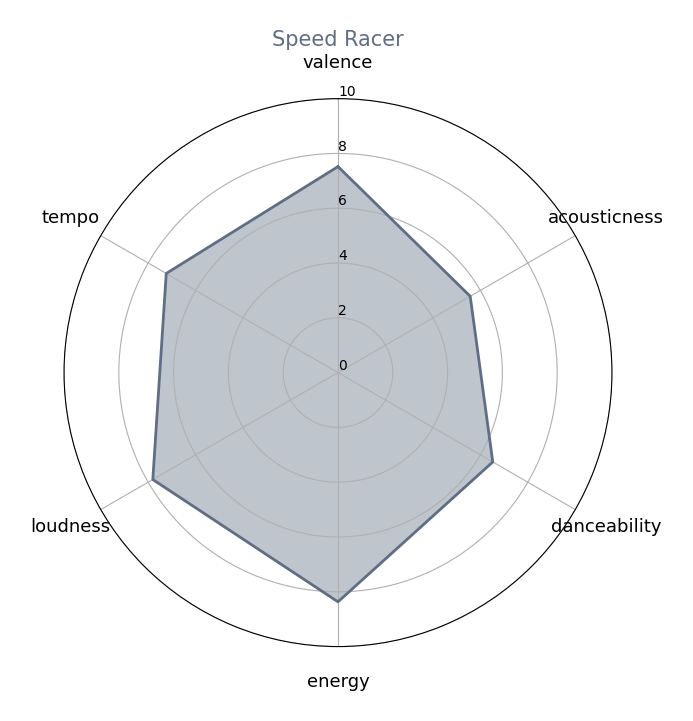 Speed Racer
valence
10
8
6
4
2
0
tempo
acousticness
loudness
danceability
energy